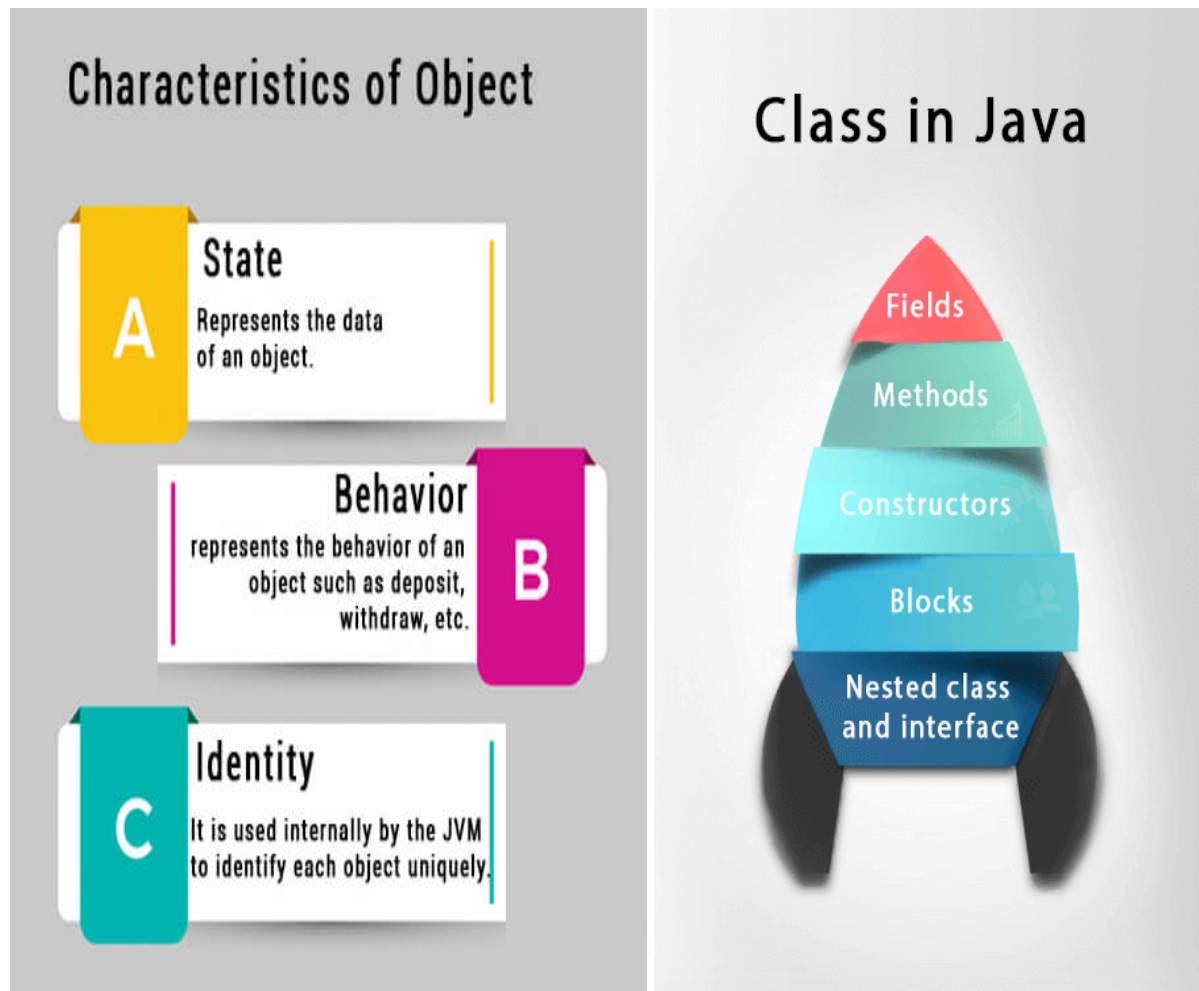 Characteristics of Object
A
State
Represents the data
of an object.
Behavior
represents the behavior of an
object such as deposit,
withdraw, etc.
B
C
Identity
It is used internally by the JVM
to identify each object uniquely.
Class in Java
Fields
Methods
Constructors
Blocks
Nested class
and interface